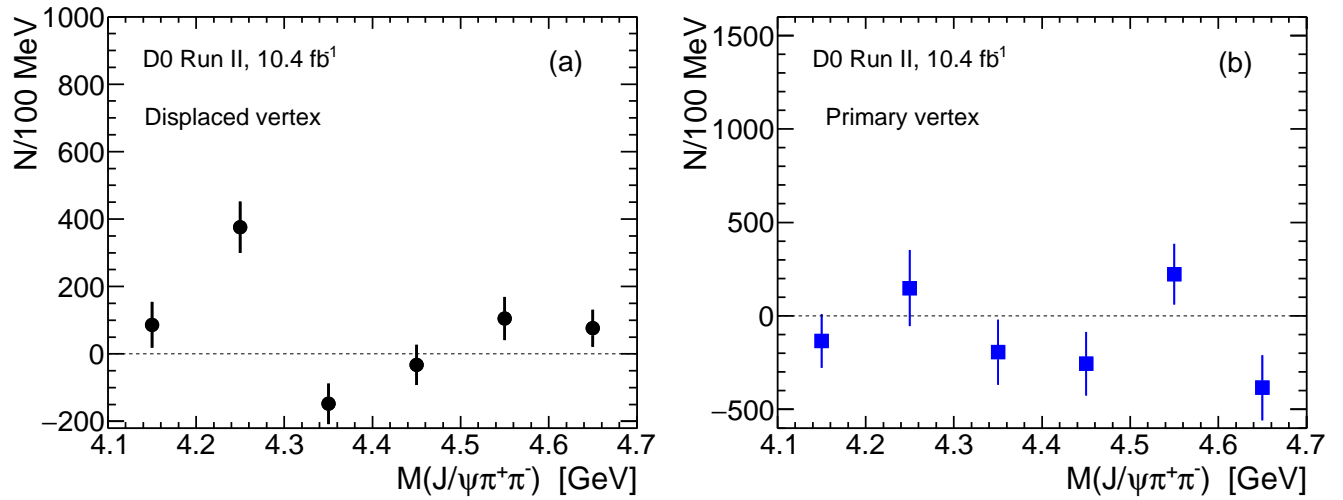 N/100 MeV
1000
800
600
400
200
0
−200
D0 Run II, 10.4 fb-1
(a)
Displaced vertex
4.1 4.2 4.3 4.4 4.5 4.6 4.7
M(J/ψπ+π-) [GeV]
N/100 MeV
1500
1000
500
0
−500
D0 Run II, 10.4 fb-1
(b)
Primary vertex
4.1 4.2 4.3 4.4 4.5 4.6 4.7
M(J/ψπ+π-) [GeV]